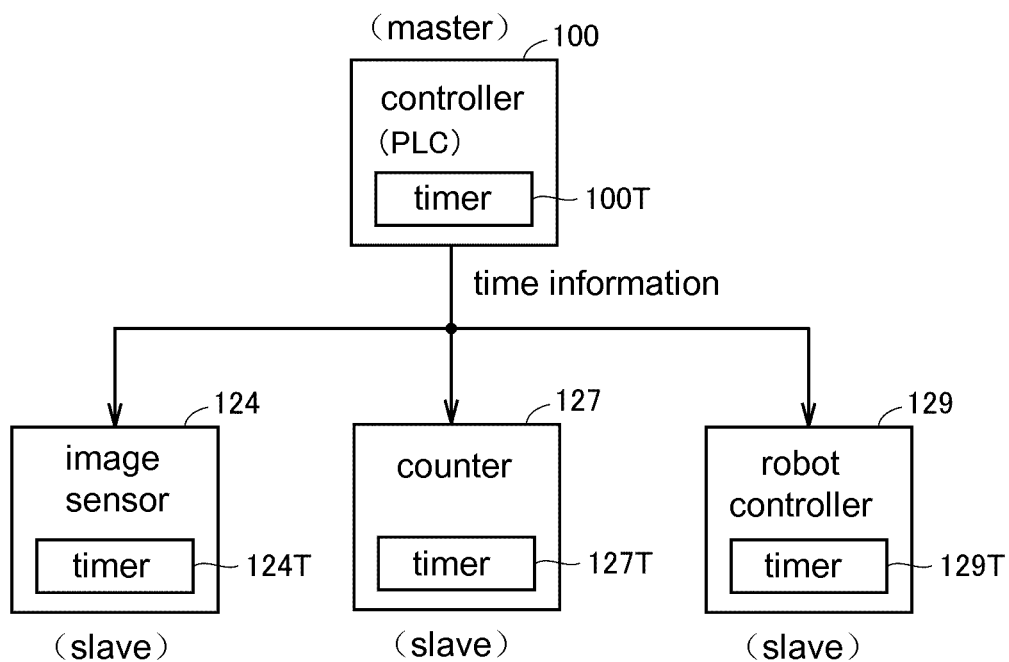 (master)
100
controller
(PLC)
timer
100T
time information
124
127
129
image
sensor
counter
robot
controller
timer
124T
timer
127T
timer
129T
(slave)
(slave)
(slave)